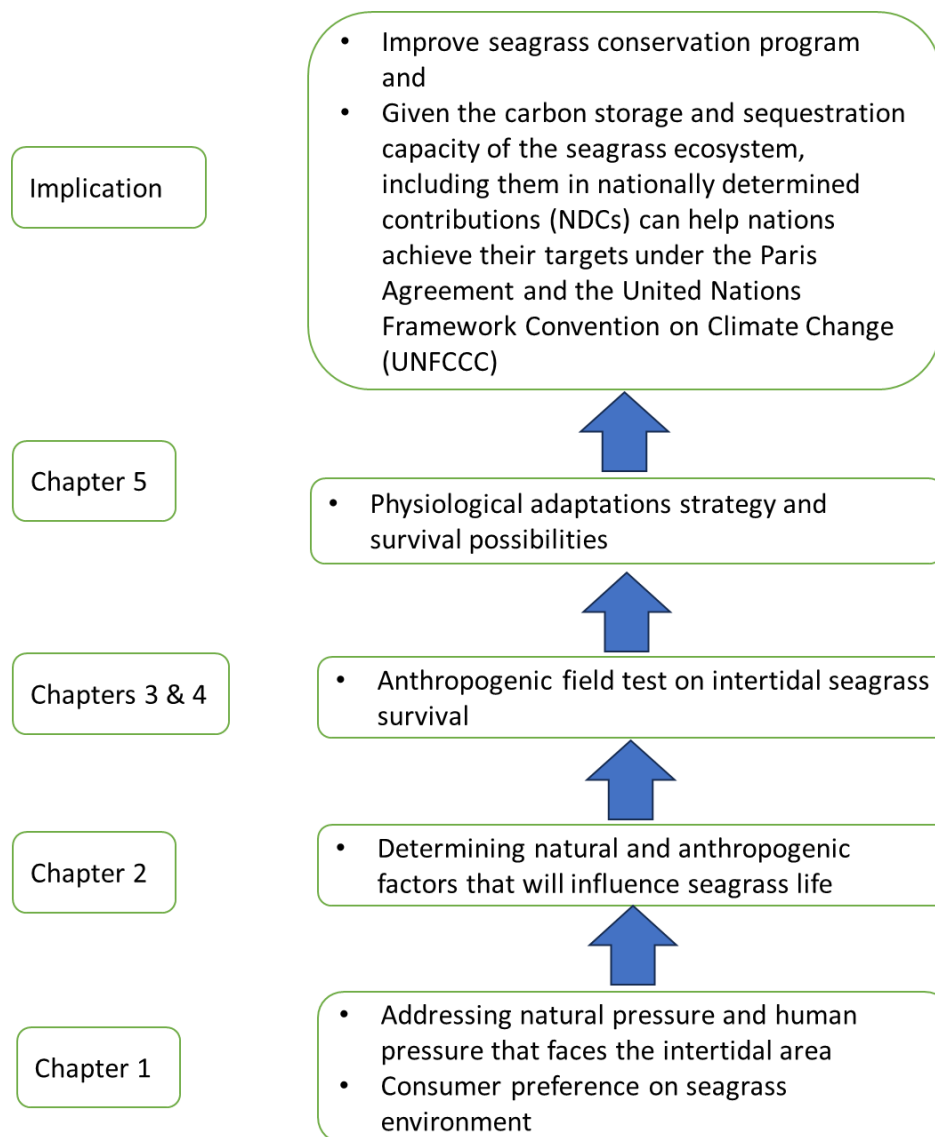 Implication
• Improve seagrass conservation program
and
• Given the carbon storage and sequestration
capacity of the seagrass ecosystem,
including them in nationally determined
contributions (NDCs) can help nations
achieve their targets under the Paris
Agreement and the United Nations
Framework Convention on Climate Change
(UNFCCC)
Chapter 5
• Physiological adaptations strategy and
survival possibilities
Chapters 3 & 4
• Anthropogenic field test on intertidal seagrass
survival
Chapter 2
• Determining natural and anthropogenic
factors that will influence seagrass life
Chapter 1
• Addressing natural pressure and human
pressure that faces the intertidal area
• Consumer preference on seagrass
environment